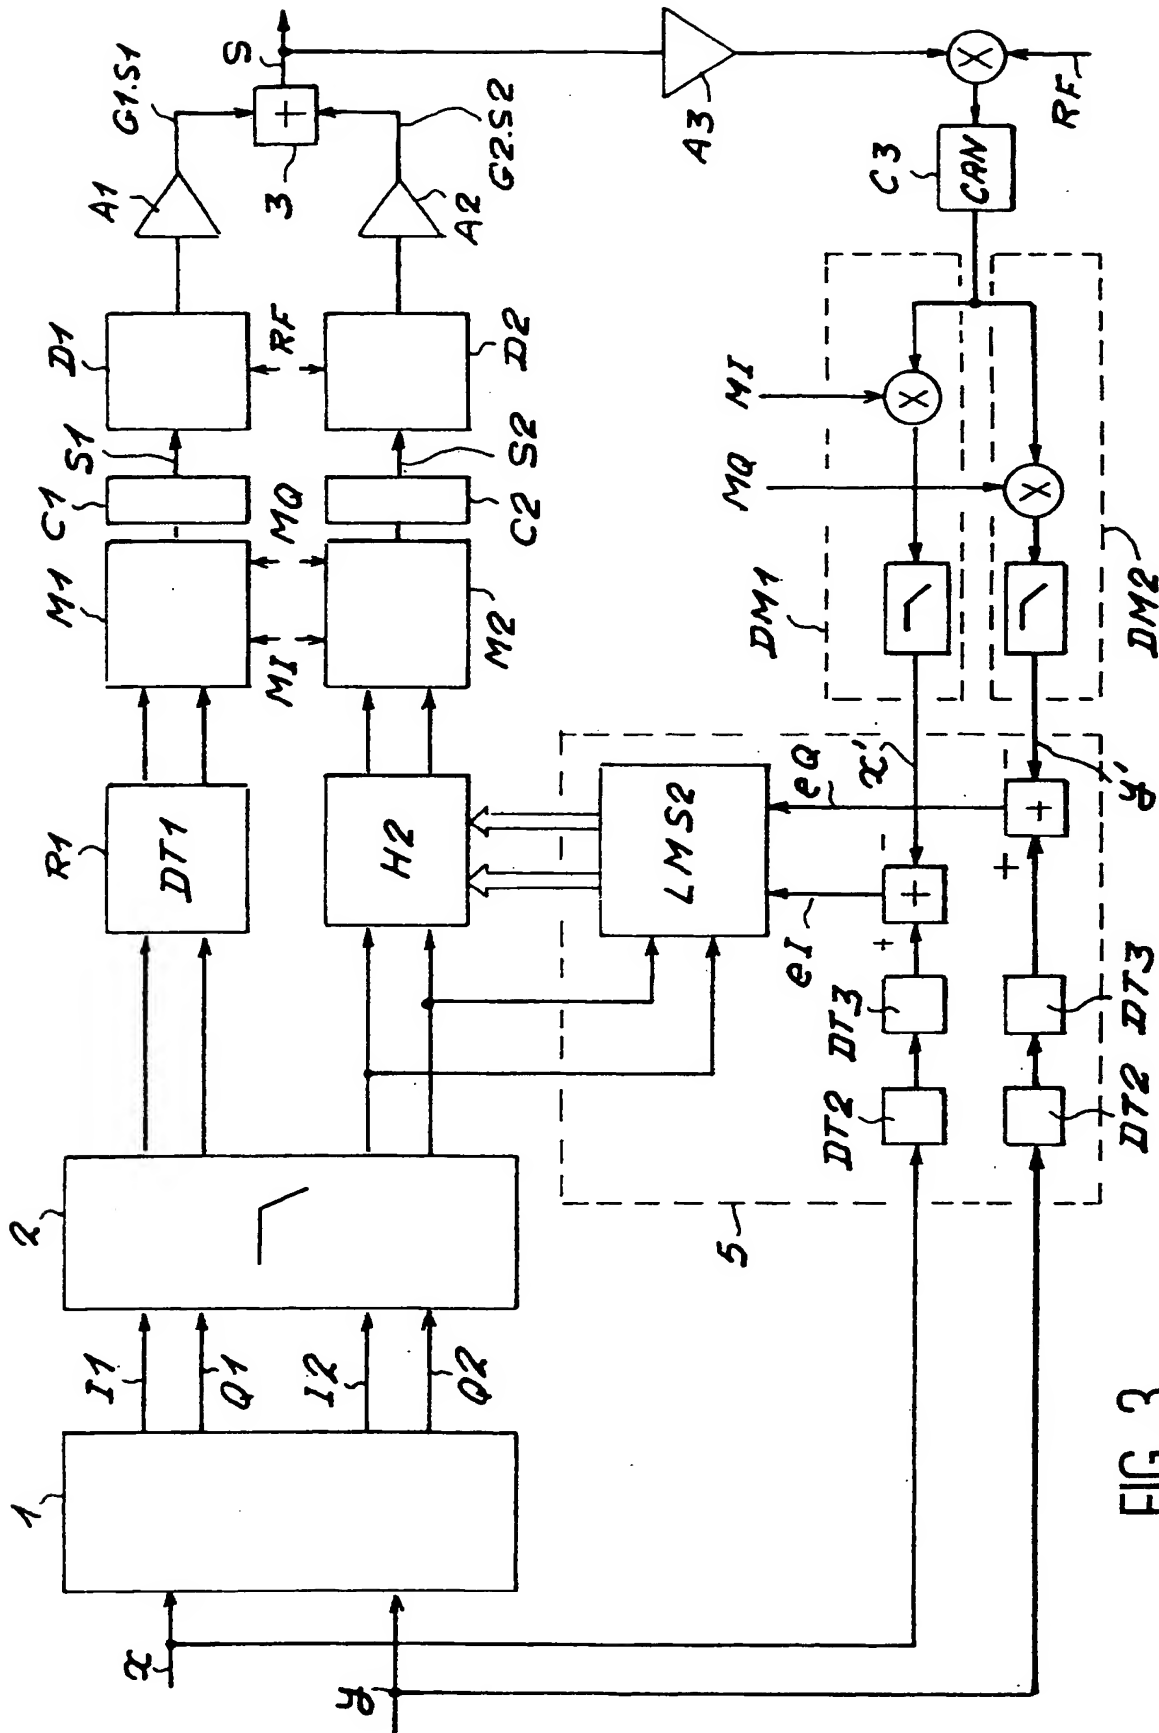 x
y
1
I1
Q1
I2
Q2
2
R1
DT1
H2
M1
M2
MI
MQ
C1
C2
S1
S2
D1
D2
RF
A1
A2
G1.S1
G2.S2
3
+
S
A3
X
RF
C3
CAN
MI
MQ
X
X
DM1
DM2
x'
y'
LMS2
eI
eQ
+
-
+
+
-
+
DT2
DT3
DT2
DT3
5
FIG_3